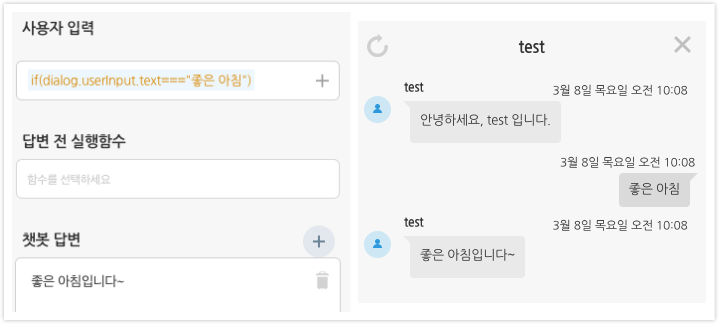 사용자 입력
if(dialog.userInput.text==="좋은 아침")
답변 전 실행함수
함수를 선택하세요
챗봇 답변
좋은 아침입니다~
test
test
3월 8일 목요일 오전 10:08
안녕하세요, test 입니다.
3월 8일 목요일 오전 10:08
좋은 아침
test
3월 8일 목요일 오전 10:08
좋은 아침입니다~